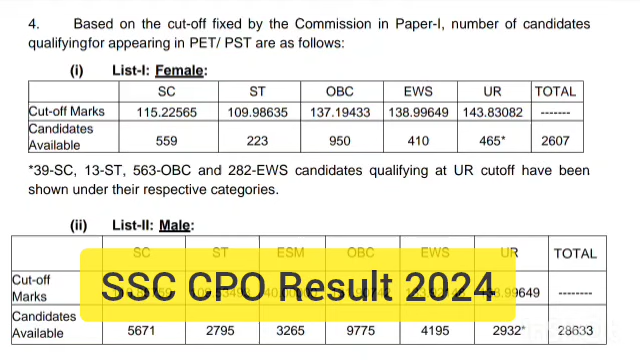 4. Based on the cut-off fixed by the Commission in Paper-I, number of candidates
qualifyingfor appearing in PET/ PST are as follows:
(i) List-I: Female:
SC ST OBC EWS UR TOTAL
Cut-off Marks 115.22565 109.98635 137.19433 138.99649 143.83082 -------
Candidates Available 559 223 950 410 465* 2607
*39-SC, 13-ST, 563-OBC and 282-EWS candidates qualifying at UR cutoff have been
shown under their respective categories.
(ii) List-II: Male:
SC ST ESM OBC EWS UR TOTAL
SSC CPO Result 2024
Cut-off Marks --------
Candidates Available 5671 2795 3265 9775 4195 2932* 28633